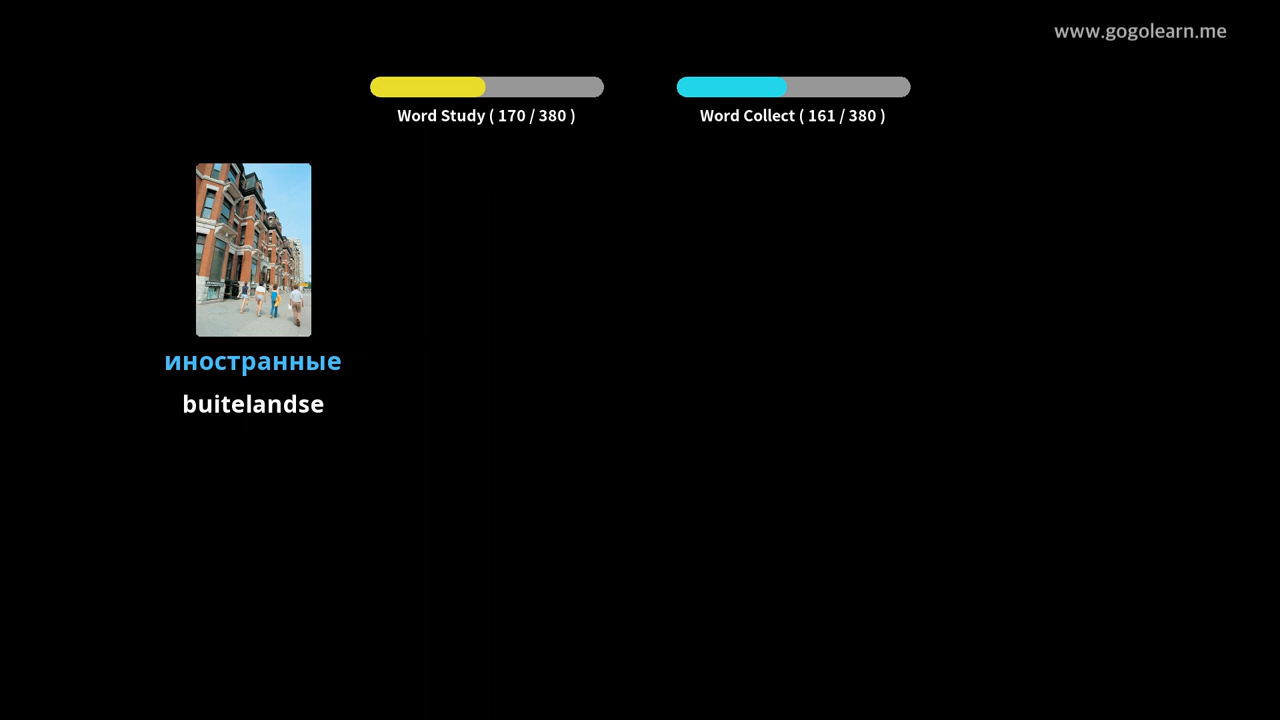 www.gogolearn.me
Word Study ( 170 / 380 )
Word Collect ( 161 / 380 )
иностранные
buitelandse